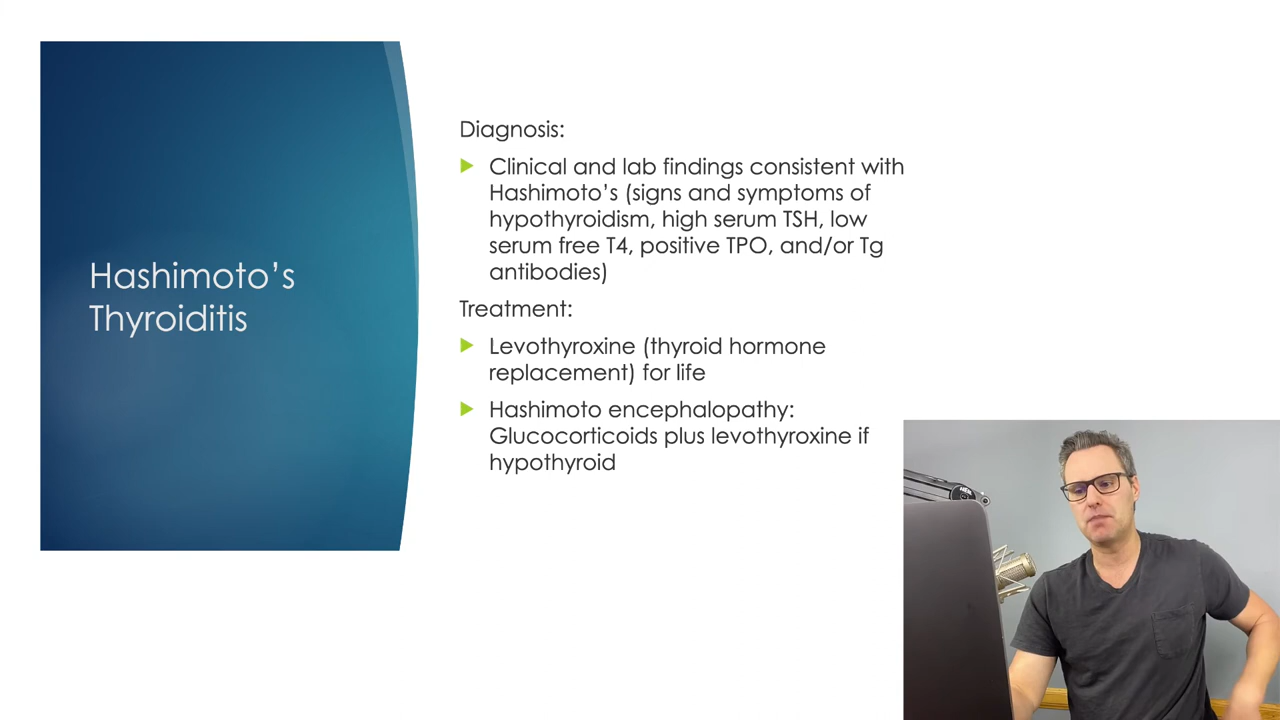 Hashimoto’s
Thyroiditis
Diagnosis:
Clinical and lab findings consistent with
Hashimoto’s (signs and symptoms of
hypothyroidism, high serum TSH, low
serum free T4, positive TPO, and/or Tg
antibodies)
Treatment:
Levothyroxine (thyroid hormone
replacement) for life
Hashimoto encephalopathy:
Glucocorticoids plus levothyroxine if
hypothyroid